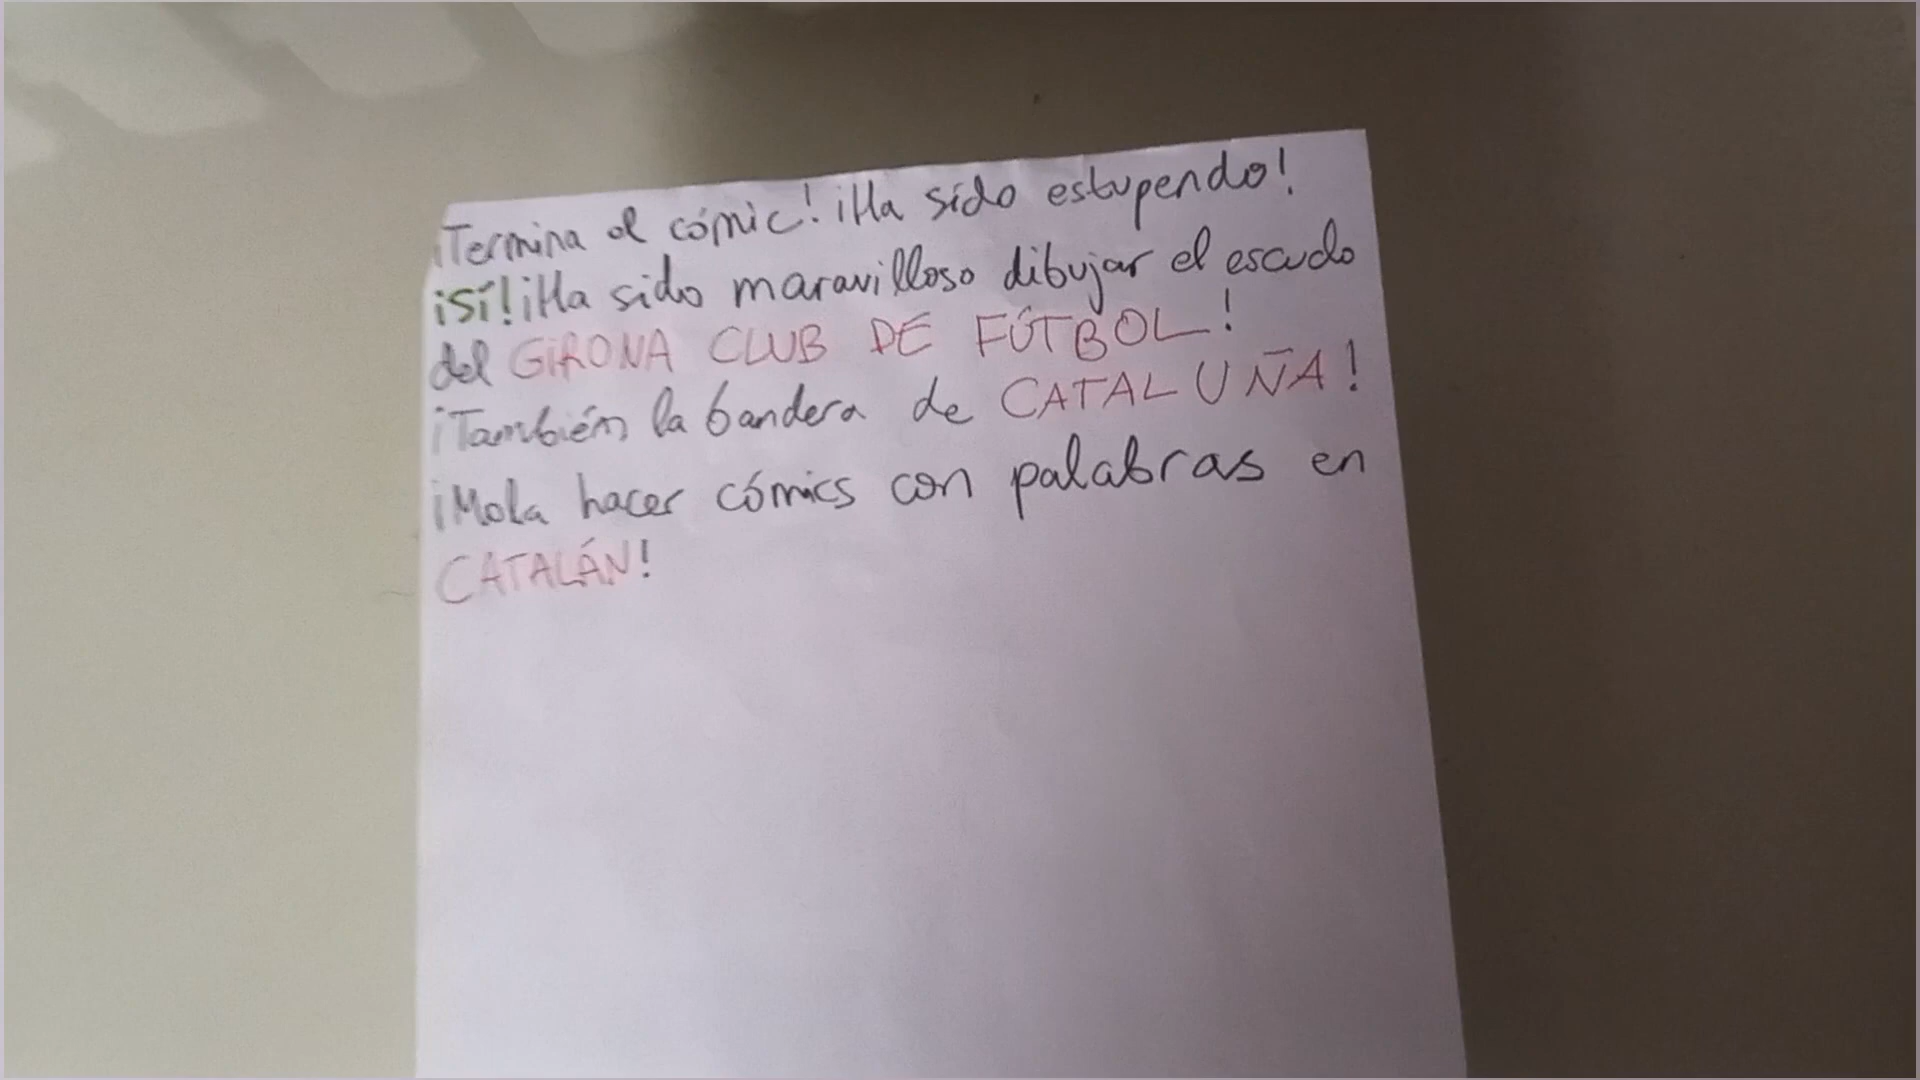 ¡Termina el cómic! ¡Ha sido estupendo!
¡SÍ! ¡Ha sido maravilloso dibujar el escudo
del GIRONA CLUB DE FÚTBOL!
¡También la bandera de CATALUÑA!
¡Mola hacer cómics con palabras en
CATALÁN!